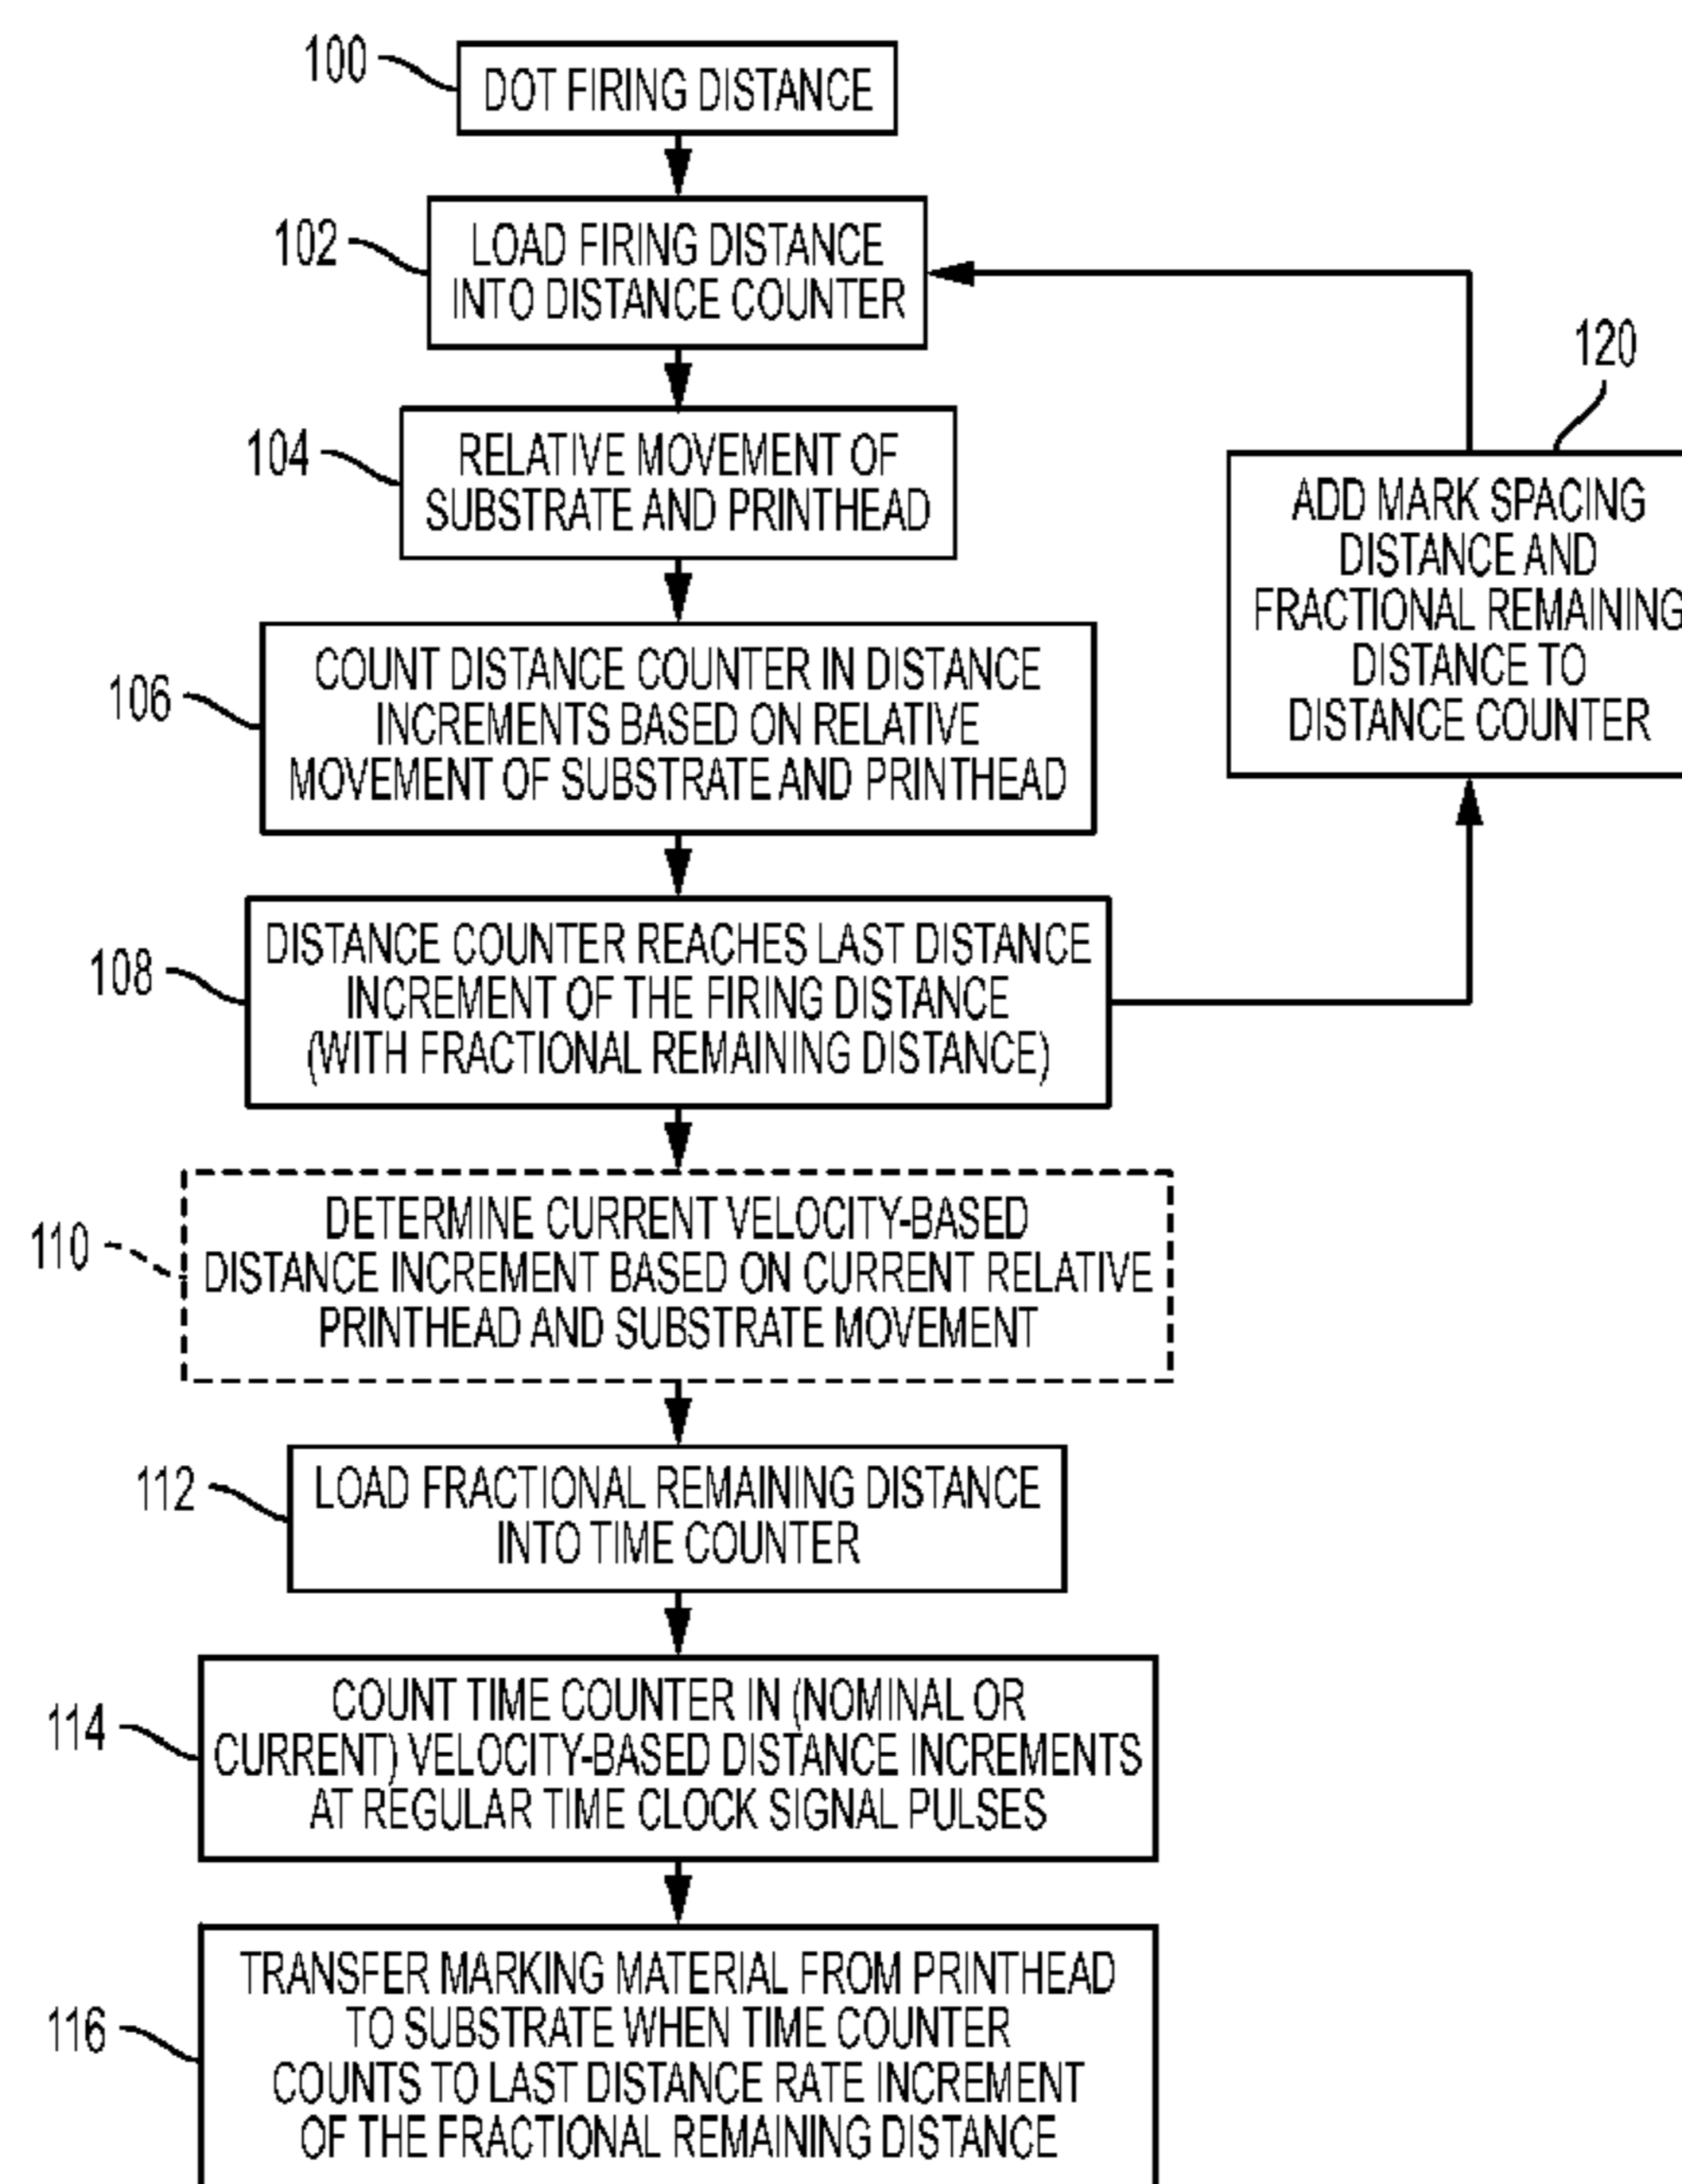 100
DOT FIRING DISTANCE
102
LOAD FIRING DISTANCE
INTO DISTANCE COUNTER
104
RELATIVE MOVEMENT OF
SUBSTRATE AND PRINTHEAD
120
ADD MARK SPACING
DISTANCE AND
FRACTIONAL REMAINING
DISTANCE TO
DISTANCE COUNTER
106
COUNT DISTANCE COUNTER IN DISTANCE
INCREMENTS BASED ON RELATIVE
MOVEMENT OF SUBSTRATE AND PRINTHEAD
108
DISTANCE COUNTER REACHES LAST DISTANCE
INCREMENT OF THE FIRING DISTANCE
(WITH FRACTIONAL REMAINING DISTANCE)
110
DETERMINE CURRENT VELOCITY-BASED
DISTANCE INCREMENT BASED ON CURRENT RELATIVE
PRINTHEAD AND SUBSTRATE MOVEMENT
112
LOAD FRACTIONAL REMAINING DISTANCE
INTO TIME COUNTER
114
COUNT TIME COUNTER IN (NOMINAL OR
CURRENT) VELOCITY-BASED DISTANCE INCREMENTS
AT REGULAR TIME CLOCK SIGNAL PULSES
116
TRANSFER MARKING MATERIAL FROM PRINTHEAD
TO SUBSTRATE WHEN TIME COUNTER
COUNTS TO LAST DISTANCE RATE INCREMENT
OF THE FRACTIONAL REMAINING DISTANCE